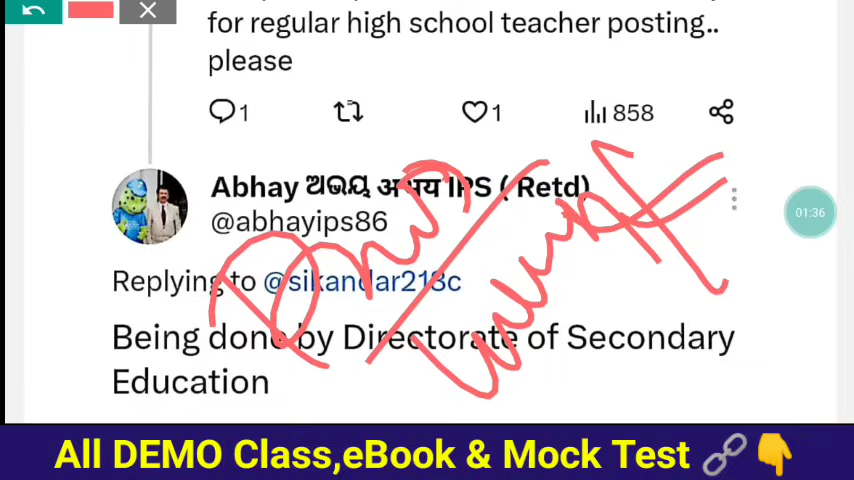 for regular high school teacher posting..
please
1
1
858
Abhay ଅଭୟ अभय IPS ( Retd)
@abhayips86
01:36
Replying to @sikandar218c
Being done by Directorate of Secondary
Education
All DEMO Class,eBook & Mock Test